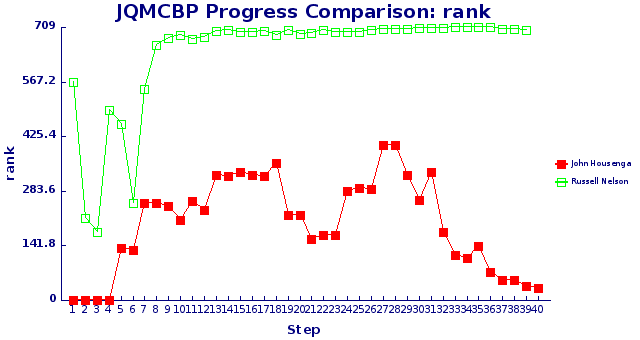 JQMCBP Progress Comparison: rank
709
567.2
425.4
283.6
141.8
0
rank
1 2 3 4 5 6 7 8 9 10 11 12 13 14 15 16 17 18 19 20 21 22 23 24 25 26 27 28 29 30 31 32 33 34 35 36 37 38 39 40
Step
John Housenga
Russell Nelson